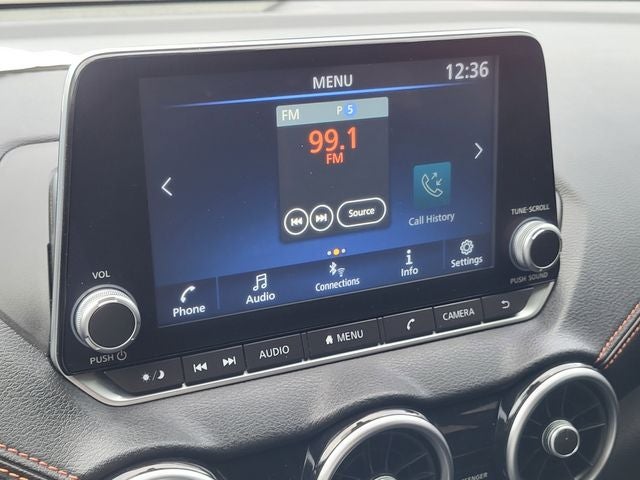 MENU
12:36
FM P 5
99.1
FM
Source
Call History
Phone
Audio
Connections
Info
Settings
VOL
PUSH
TUNE·SCROLL
PUSH SOUND
AUDIO
MENU
CAMERA